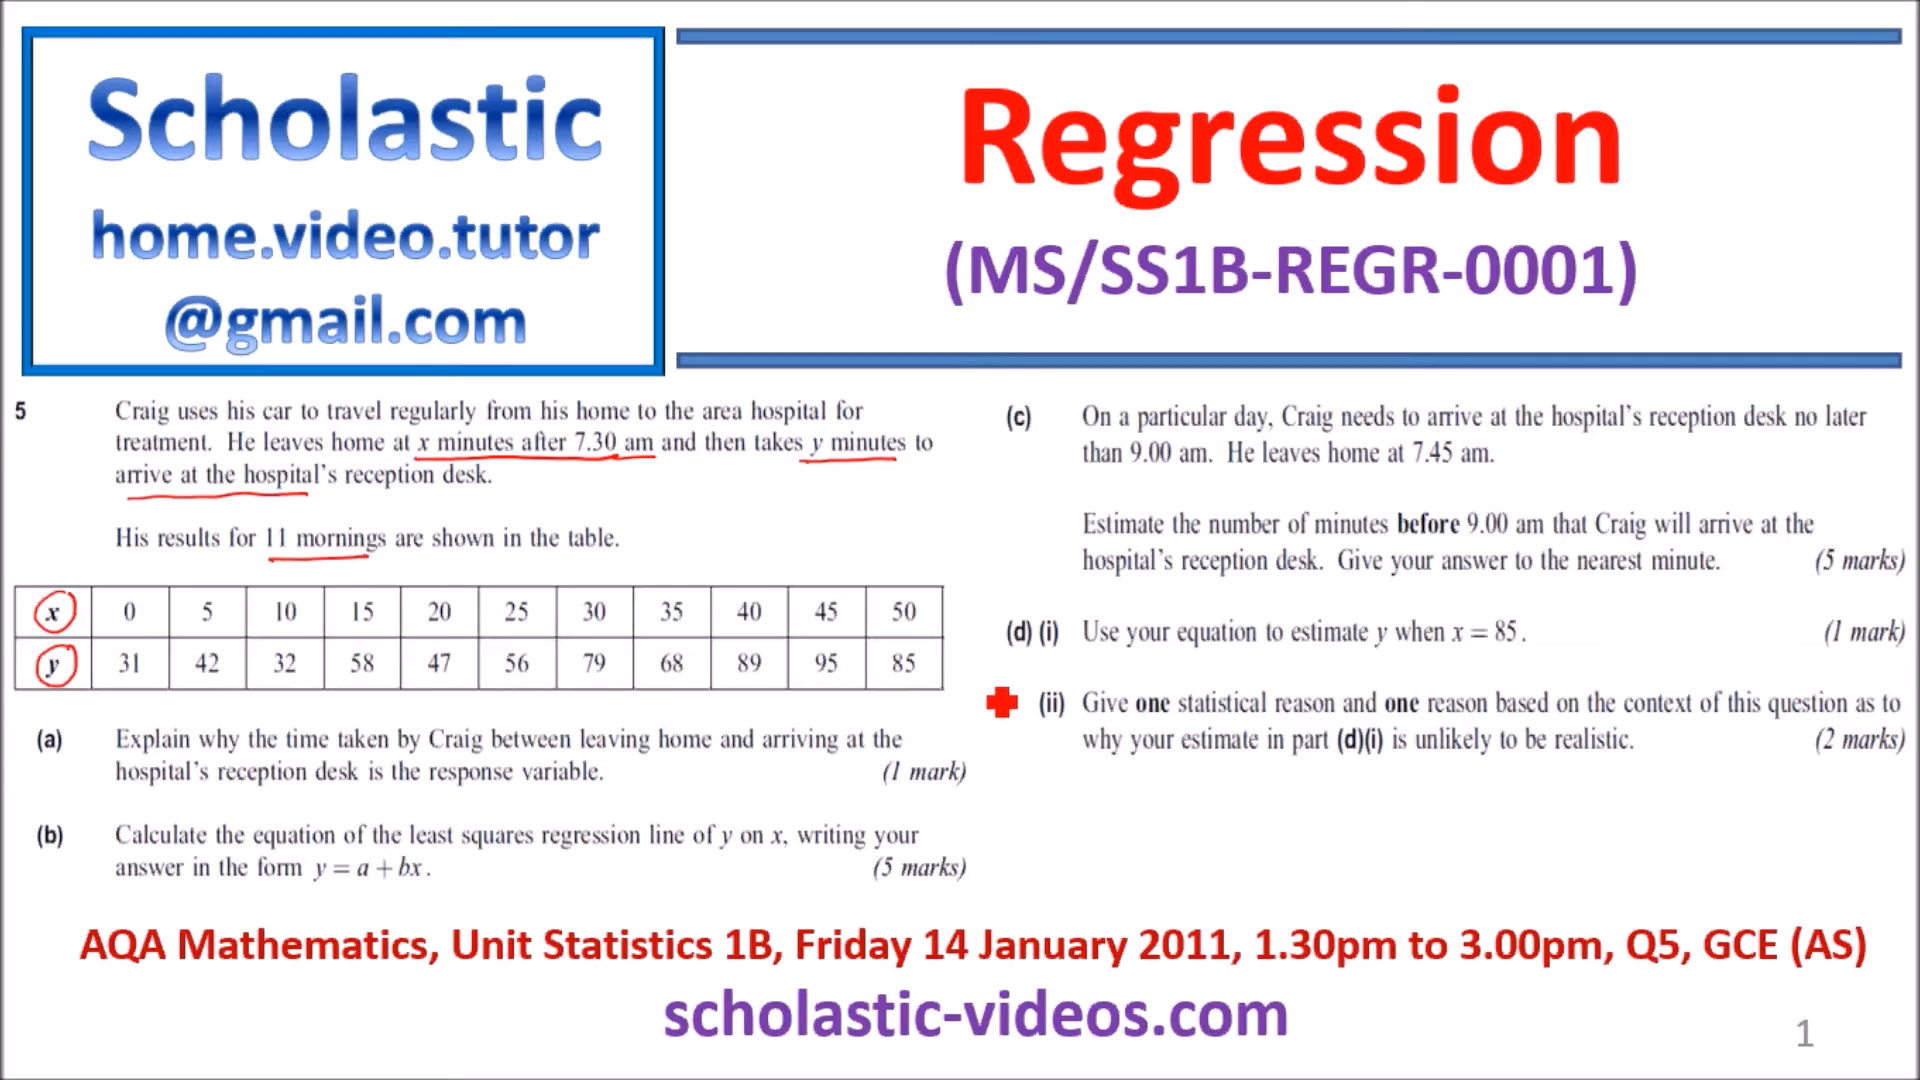 Scholastic
home.video.tutor
@gmail.com
Regression
(MS/SS1B-REGR-0001)
5 Craig uses his car to travel regularly from his home to the area hospital for
treatment. He leaves home at x minutes after 7.30 am and then takes y minutes to
arrive at the hospital's reception desk.
His results for 11 mornings are shown in the table.
x 0 5 10 15 20 25 30 35 40 45 50
y 31 42 32 58 47 56 79 68 89 95 85
(a) Explain why the time taken by Craig between leaving home and arriving at the
hospital's reception desk is the response variable. (1 mark)
(b) Calculate the equation of the least squares regression line of y on x, writing your
answer in the form y = a + bx. (5 marks)
(c) On a particular day, Craig needs to arrive at the hospital's reception desk no later
than 9.00 am. He leaves home at 7.45 am.
Estimate the number of minutes before 9.00 am that Craig will arrive at the
hospital's reception desk. Give your answer to the nearest minute. (5 marks)
(d) (i) Use your equation to estimate y when x = 85. (1 mark)
(ii) Give one statistical reason and one reason based on the context of this question as to
why your estimate in part (d)(i) is unlikely to be realistic. (2 marks)
AQA Mathematics, Unit Statistics 1B, Friday 14 January 2011, 1.30pm to 3.00pm, Q5, GCE (AS)
scholastic-videos.com
1